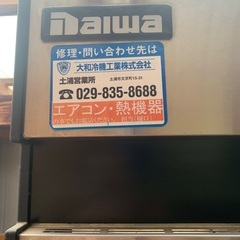 Daiwa
修理・問い合わせ先は
大和冷機工業株式会社
土浦営業所
☎029-835-8688
エアコン・熱機器